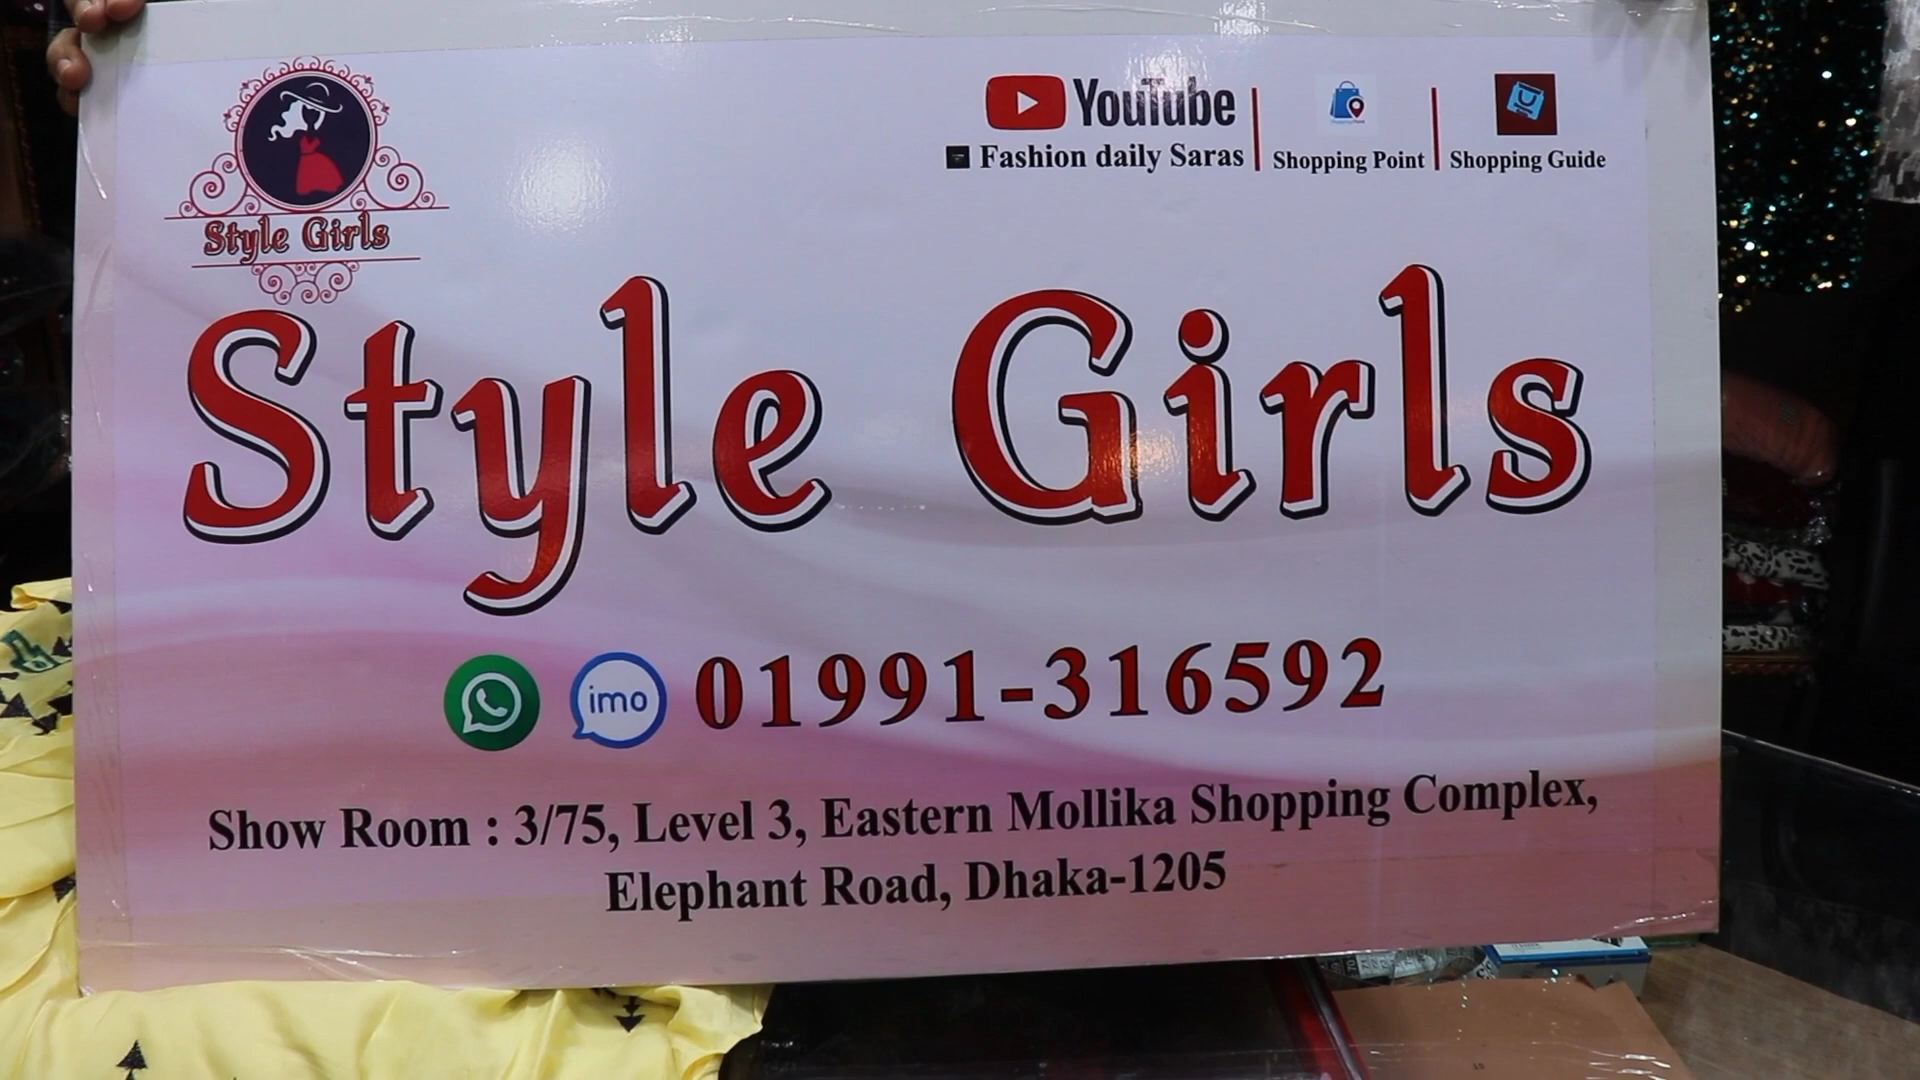 YouTube
Fashion daily Saras
Shopping Point
Shopping Guide
Style Girls
Style Girls
imo
01991-316592
Show Room : 3/75, Level 3, Eastern Mollika Shopping Complex,
Elephant Road, Dhaka-1205